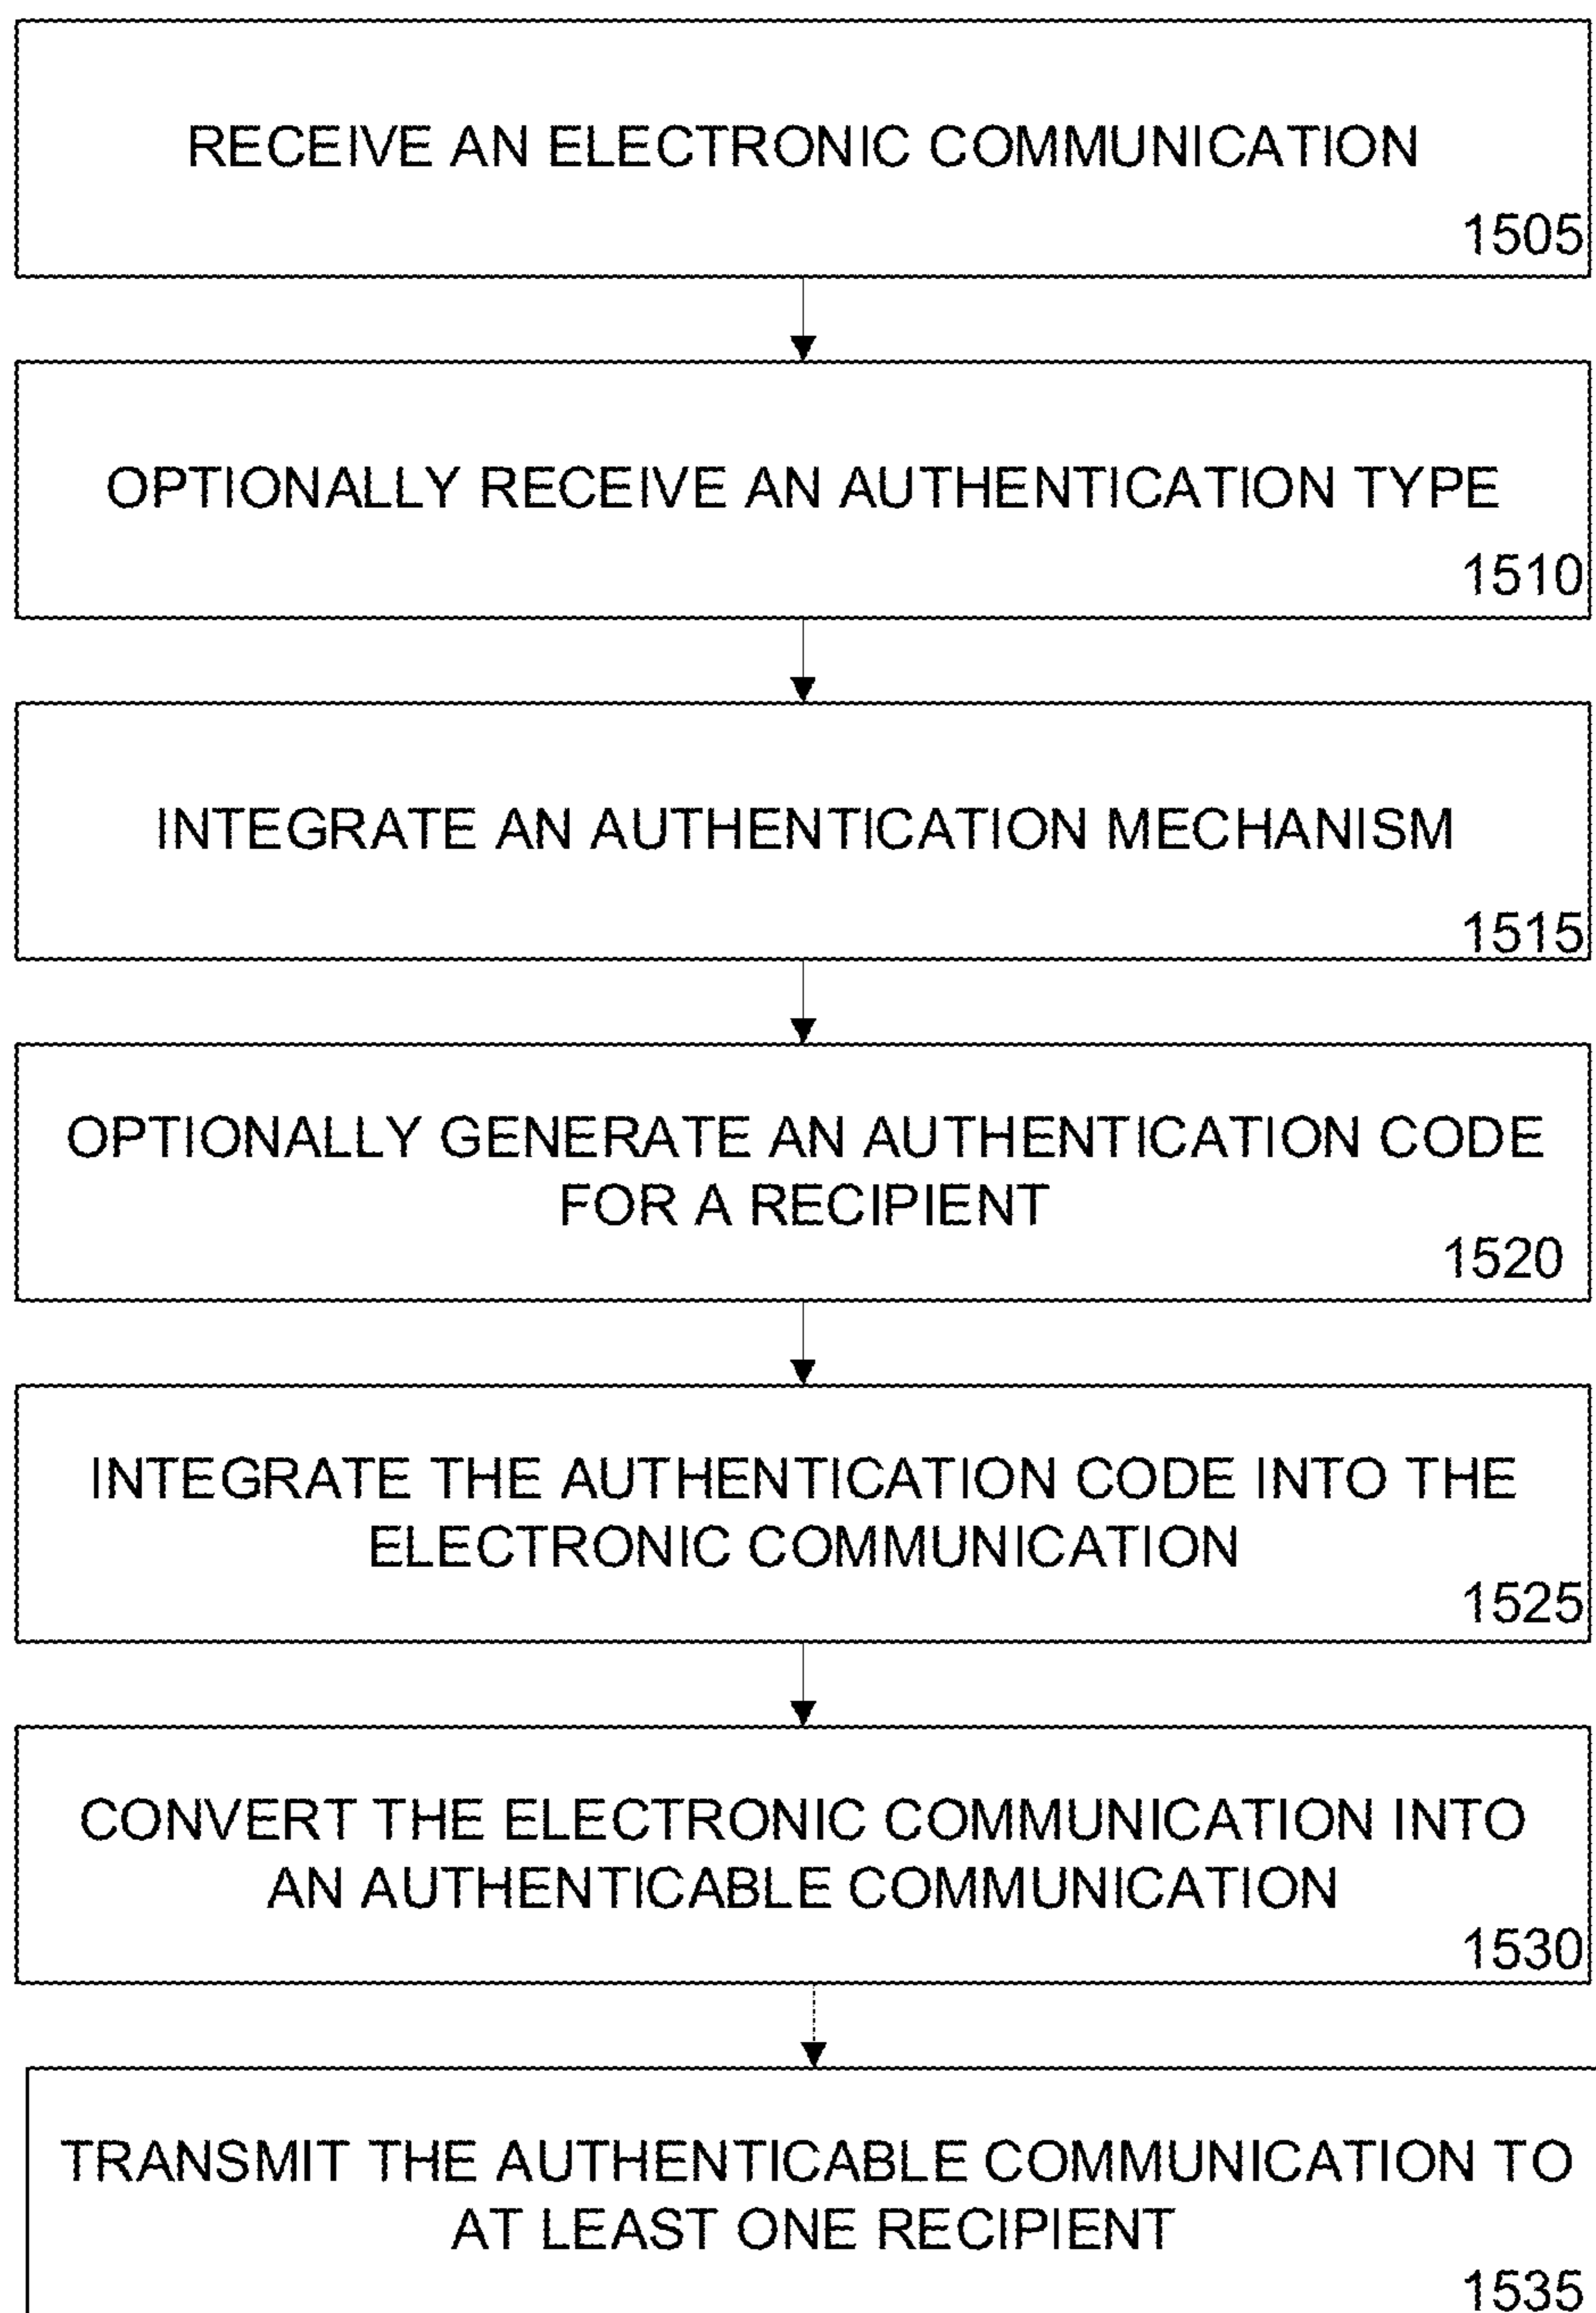 RECEIVE AN ELECTRONIC COMMUNICATION
1505
OPTIONALLY RECEIVE AN AUTHENTICATION TYPE
1510
INTEGRATE AN AUTHENTICATION MECHANISM
1515
OPTIONALLY GENERATE AN AUTHENTICATION CODE
FOR A RECIPIENT
1520
INTEGRATE THE AUTHENTICATION CODE INTO THE
ELECTRONIC COMMUNICATION
1525
CONVERT THE ELECTRONIC COMMUNICATION INTO
AN AUTHENTICABLE COMMUNICATION
1530
TRANSMIT THE AUTHENTICABLE COMMUNICATION TO
AT LEAST ONE RECIPIENT
1535